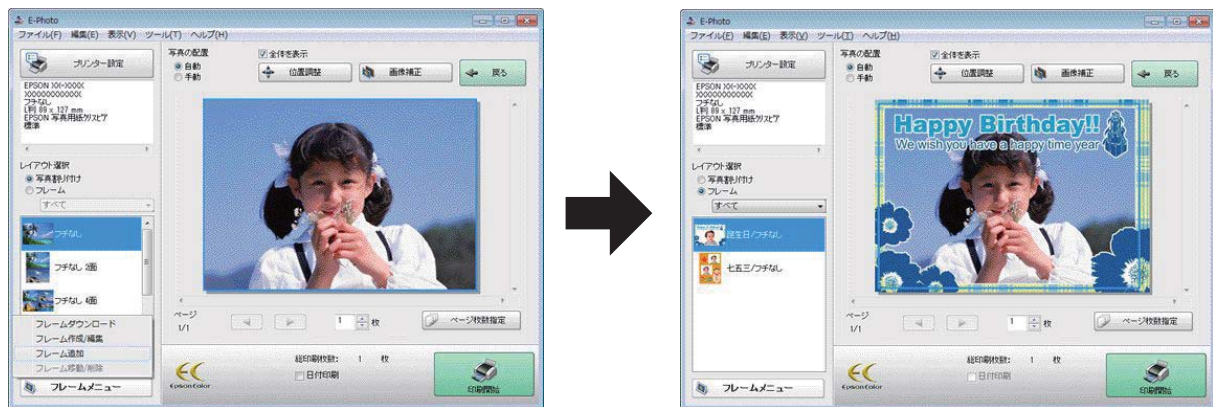 E-Photo
ファイル(F) 編集(E) 表示(V) ツール(T) ヘルプ(H)
プリンター設定
EPSON XX-XXXX
XXXXXXXXXXXX
フチなし
L判 89 x 127 mm
EPSON 写真用紙クリスピア
標準
レイアウト選択
写真割り付け
フレーム
すべて
フチなし
フチなし 2面
フチなし 4面
フレームダウンロード
フレーム作成/編集
フレーム追加
フレーム移動/削除
フレームメニュー
写真の配置
自動
手動
全体を表示
位置調整
画像補正
戻る
ページ
1/1
1 枚
ページ枚数指定
EpsonColor
総印刷枚数: 1 枚
日付印刷
印刷開始
E-Photo
ファイル(F) 編集(E) 表示(V) ツール(T) ヘルプ(H)
プリンター設定
EPSON XX-XXXX
XXXXXXXXXXXX
フチなし
L判 89 x 127 mm
EPSON 写真用紙クリスピア
標準
レイアウト選択
写真割り付け
フレーム
すべて
誕生日/フチなし
七五三/フチなし
フレームメニュー
写真の配置
自動
手動
全体を表示
位置調整
画像補正
戻る
Happy Birthday!!
We wish you have a happy time year
ページ
1/1
1 枚
ページ枚数指定
EpsonColor
総印刷枚数: 1 枚
日付印刷
印刷開始